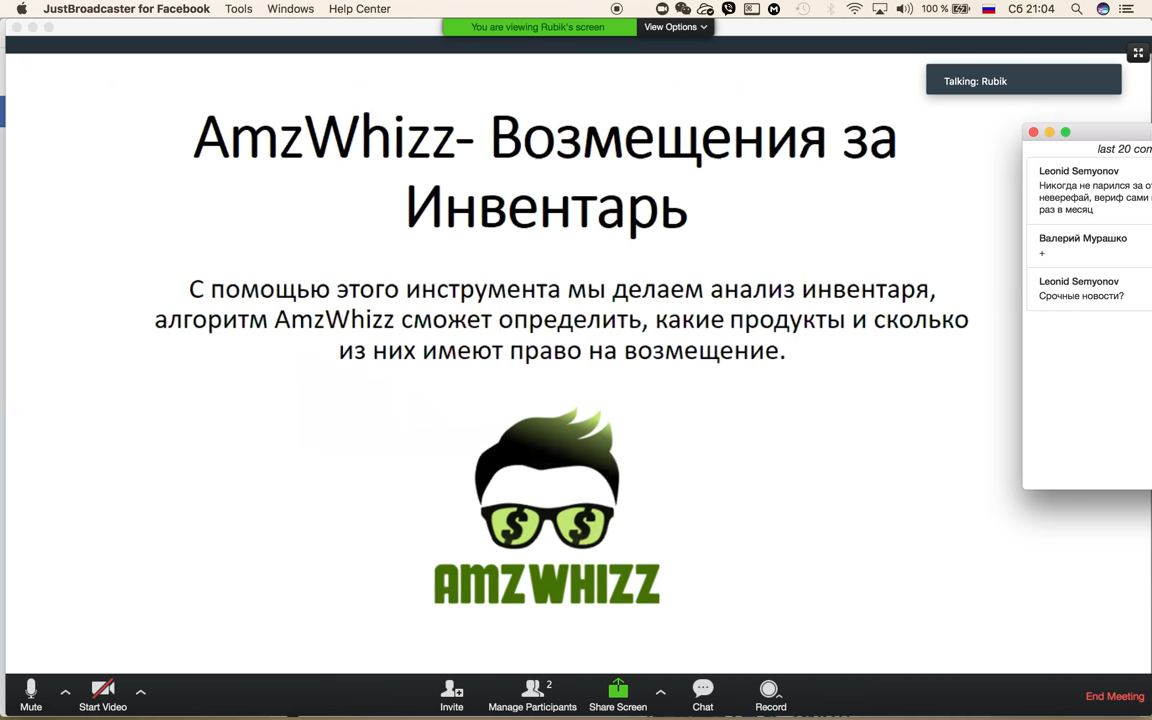 JustBroadcaster for Facebook Tools Windows Help Center 100 % Сб 21:04
You are viewing Rubik's screen View Options
Talking: Rubik
AmzWhizz- Возмещения за
Инвентарь
С помощью этого инструмента мы делаем анализ инвентаря,
алгоритм AmzWhizz сможет определить, какие продукты и сколько
из них имеют право на возмещение.
AMZWHIZZ
last 20 com
Leonid Semyonov
Никогда не парился за
неверефай, вериф сами
раз в месяц
Валерий Мурашко
+
Leonid Semyonov
Срочные новости?
Mute Start Video Invite Manage Participants 2 Share Screen Chat Record End Meeting